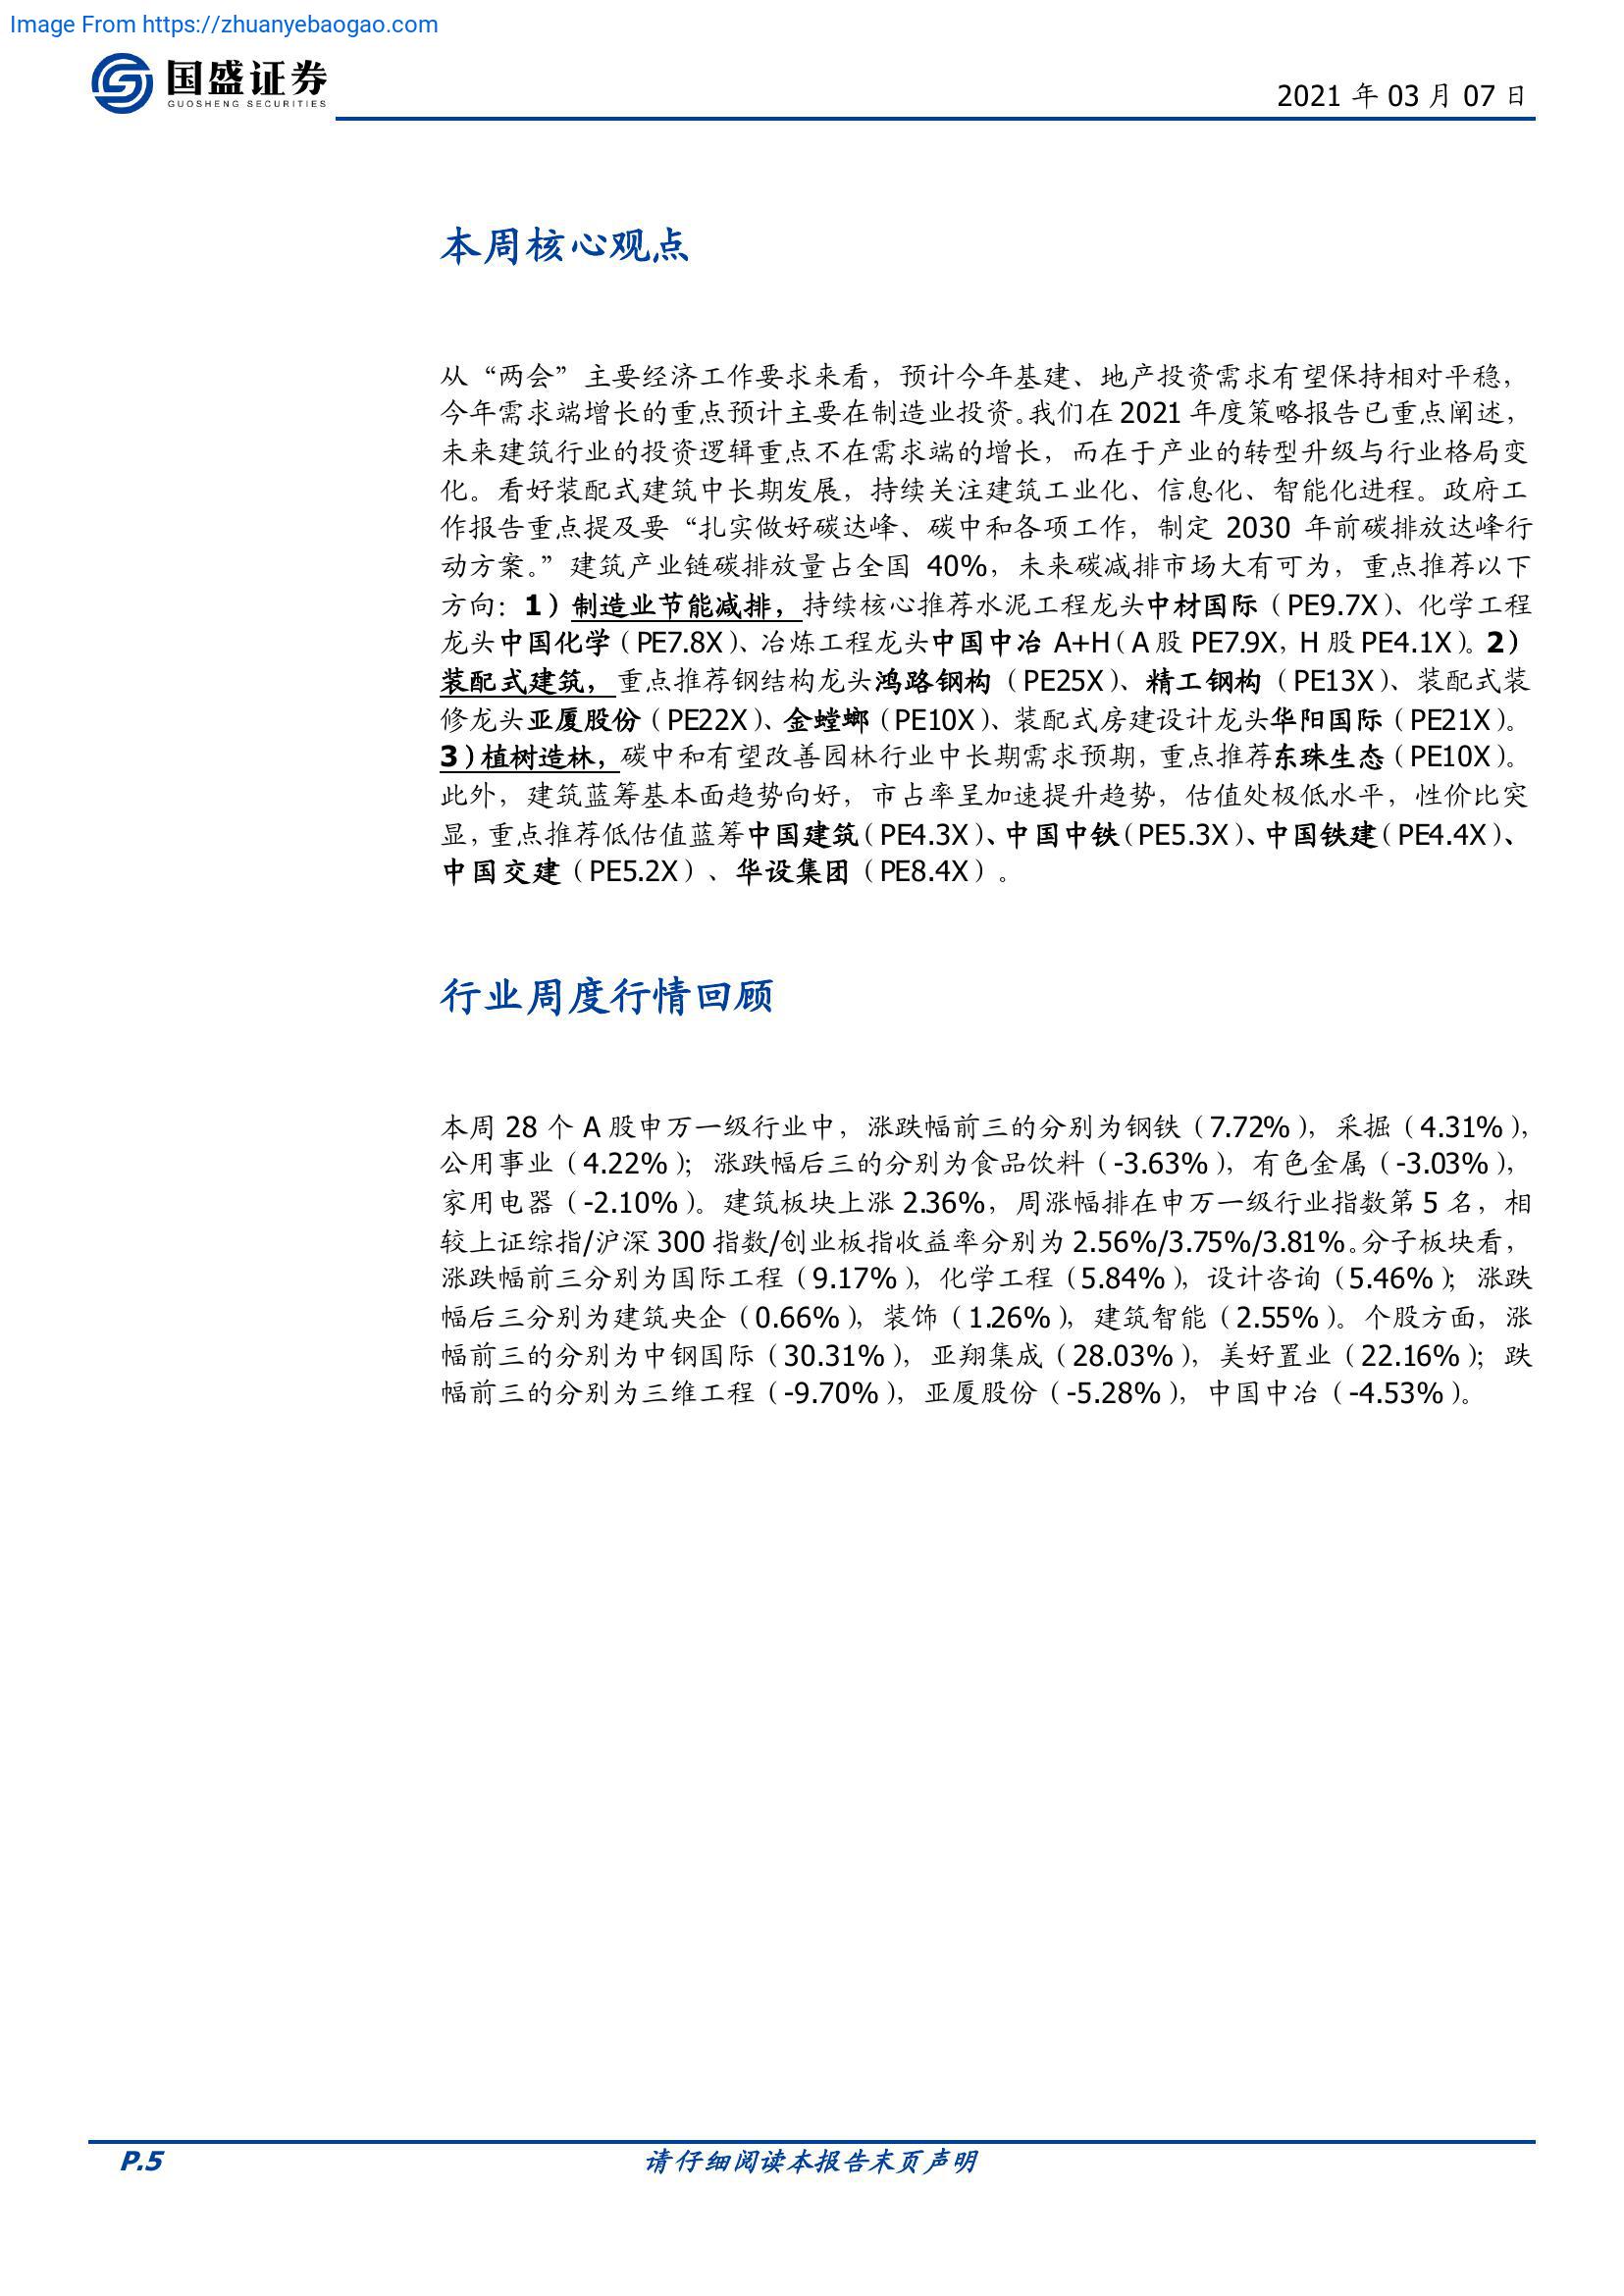 Image From https://zhuanyebaogao.com
国盛证券
GUOSHENG SECURITIES
2021 年 03 月 07 日
本周核心观点
从“两会”主要经济工作要求来看，预计今年基建、地产投资需求有望保持相对平稳，
今年需求端增长的重点预计主要在制造业投资。我们在 2021 年度策略报告已重点阐述，
未来建筑行业的投资逻辑重点不在需求端的增长，而在于产业的转型升级与行业格局变
化。看好装配式建筑中长期发展，持续关注建筑工业化、信息化、智能化进程。政府工
作报告重点提及要“扎实做好碳达峰、碳中和各项工作，制定 2030 年前碳排放达峰行
动方案。”建筑产业链碳排放量占全国 40%，未来碳减排市场大有可为，重点推荐以下
方向：1）制造业节能减排，持续核心推荐水泥工程龙头中材国际（PE9.7X）、化学工程
龙头中国化学（PE7.8X）、冶炼工程龙头中国中冶 A+H（A 股 PE7.9X，H 股 PE4.1X）。2）
装配式建筑，重点推荐钢结构龙头鸿路钢构（PE25X）、精工钢构（PE13X）、装配式装
修龙头亚厦股份（PE22X）、金螳螂（PE10X）、装配式房建设计龙头华阳国际（PE21X）。
3）植树造林，碳中和有望改善园林行业中长期需求预期，重点推荐东珠生态（PE10X）。
此外，建筑蓝筹基本面趋势向好，市占率呈加速提升趋势，估值处极低水平，性价比突
显，重点推荐低估值蓝筹中国建筑（PE4.3X）、中国中铁（PE5.3X）、中国铁建（PE4.4X）、
中国交建（PE5.2X）、华设集团（PE8.4X）。
行业周度行情回顾
本周 28 个 A 股申万一级行业中，涨跌幅前三的分别为钢铁（7.72%），采掘（4.31%），
公用事业（4.22%）；涨跌幅后三的分别为食品饮料（-3.63%），有色金属（-3.03%），
家用电器（-2.10%）。建筑板块上涨 2.36%，周涨幅排在申万一级行业指数第 5 名，相
较上证综指/沪深 300 指数/创业板指收益率分别为 2.56%/3.75%/3.81%。分子板块看，
涨跌幅前三分别为国际工程（9.17%），化学工程（5.84%），设计咨询（5.46%）；涨跌
幅后三分别为建筑央企（0.66%），装饰（1.26%），建筑智能（2.55%）。个股方面，涨
幅前三的分别为中钢国际（30.31%），亚翔集成（28.03%），美好置业（22.16%）；跌
幅前三的分别为三维工程（-9.70%），亚厦股份（-5.28%），中国中冶（-4.53%）。
P.5
请仔细阅读本报告末页声明